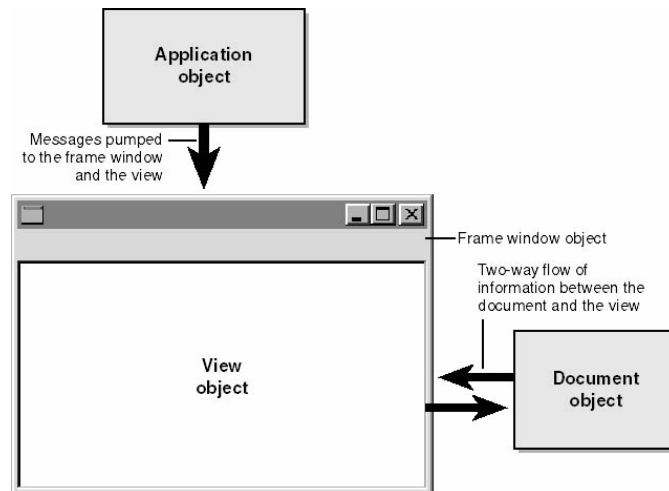 Application
object
Messages pumped
to the frame window
and the view
Frame window object
Two-way flow of
information between the
document and the view
View
object
Document
object